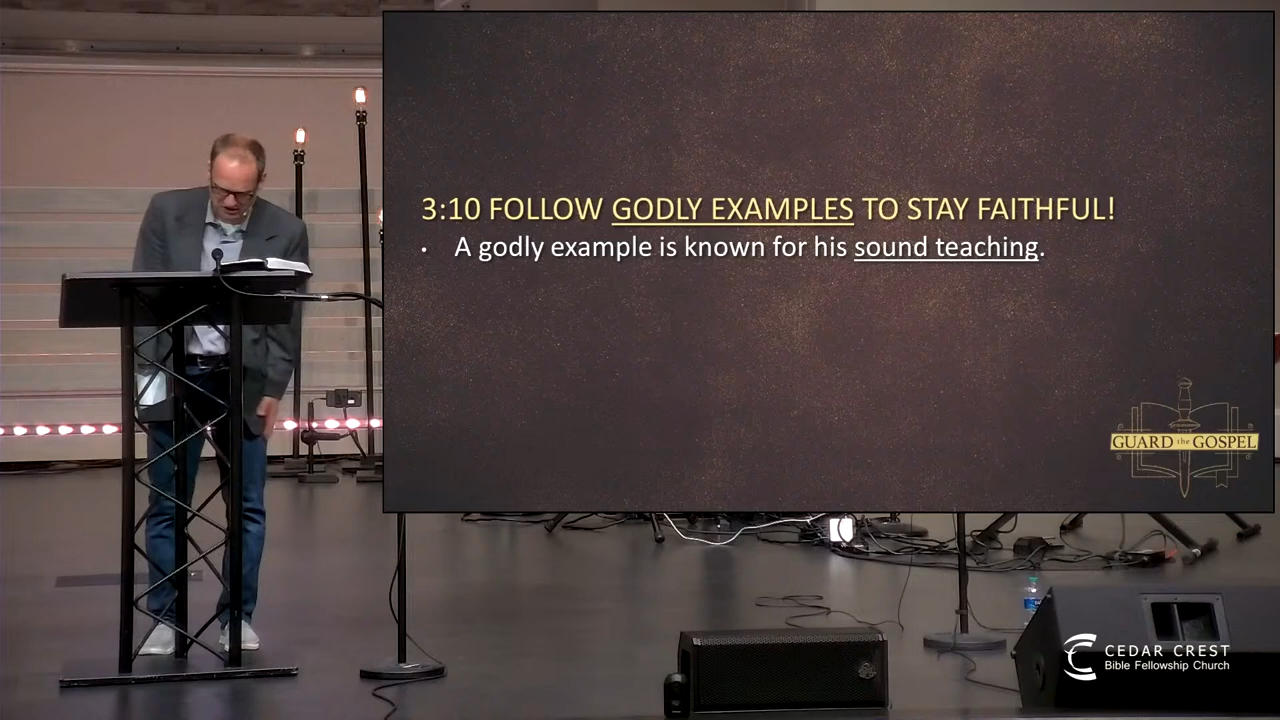 3:10 FOLLOW GODLY EXAMPLES TO STAY FAITHFUL!
• A godly example is known for his sound teaching.
GUARD the GOSPEL
CEDAR CREST
Bible Fellowship Church